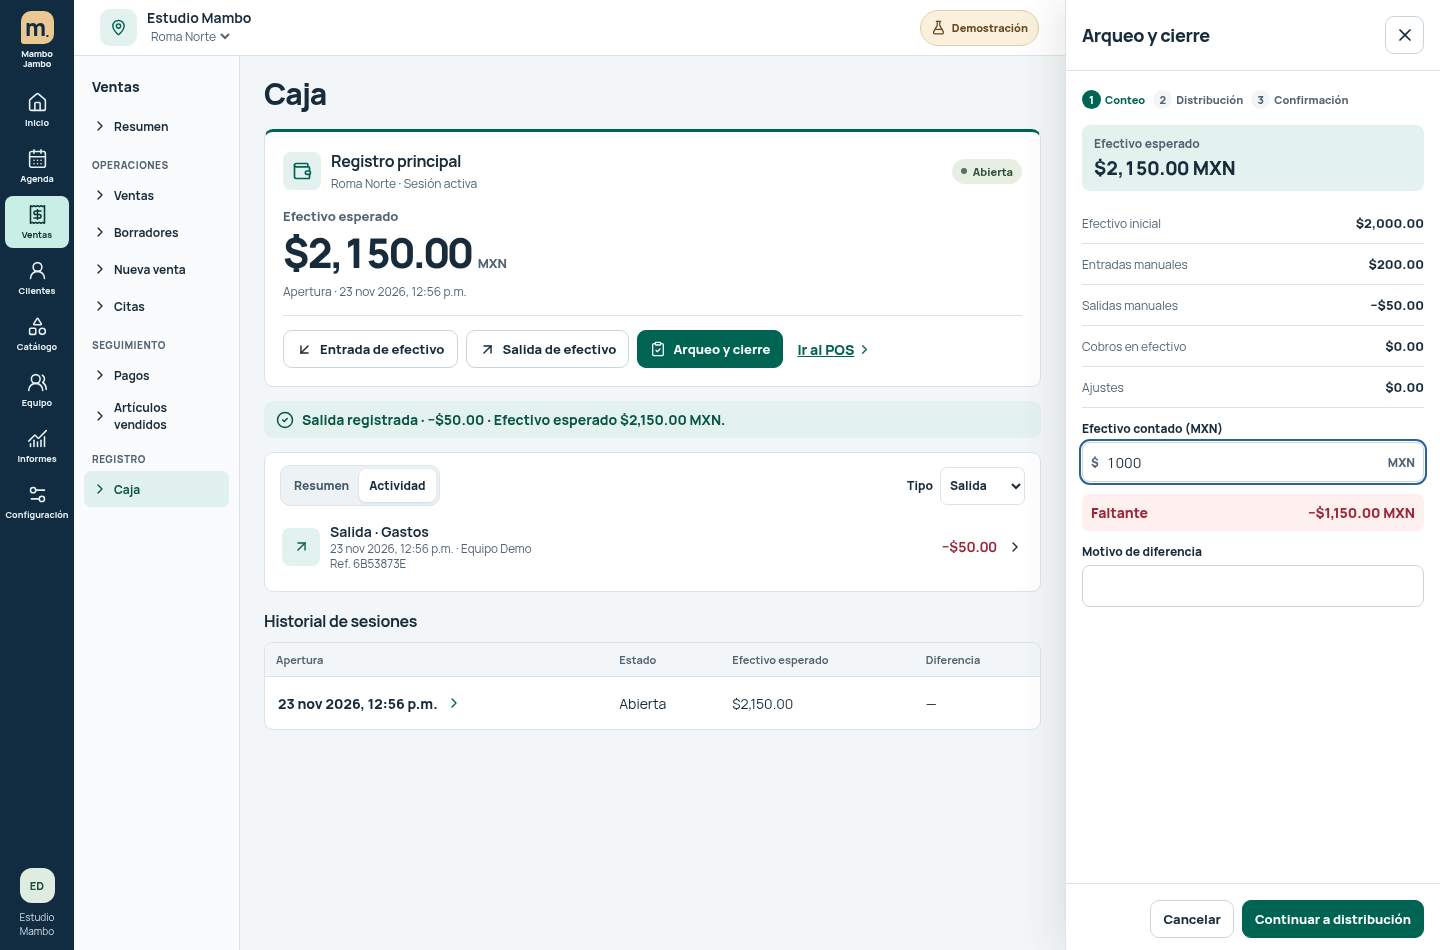 m.
Mambo
Jambo
Inicio
Agenda
Ventas
Clientes
Catálogo
Equipo
Informes
Configuración
ED
Estudio
Mambo
Estudio Mambo
Roma Norte
Demostración
Ventas
Resumen
OPERACIONES
Ventas
Borradores
Nueva venta
Citas
SEGUIMIENTO
Pagos
Artículos
vendidos
REGISTRO
Caja
Caja
Registro principal
Roma Norte · Sesión activa
Abierta
Efectivo esperado
$2,150.00 MXN
Apertura · 23 nov 2026, 12:56 p.m.
Entrada de efectivo
Salida de efectivo
Arqueo y cierre
Ir al POS
Salida registrada · −$50.00 · Efectivo esperado $2,150.00 MXN.
Resumen
Actividad
Tipo
Salida
Salida · Gastos
23 nov 2026, 12:56 p.m. · Equipo Demo
Ref. 6B53873E
−$50.00
Historial de sesiones
Apertura Estado Efectivo esperado Diferencia
23 nov 2026, 12:56 p.m. Abierta $2,150.00 —
Arqueo y cierre
1 Conteo 2 Distribución 3 Confirmación
Efectivo esperado
$2,150.00 MXN
Efectivo inicial $2,000.00
Entradas manuales $200.00
Salidas manuales −$50.00
Cobros en efectivo $0.00
Ajustes $0.00
Efectivo contado (MXN)
$ 1000 MXN
Faltante −$1,150.00 MXN
Motivo de diferencia
Cancelar
Continuar a distribución